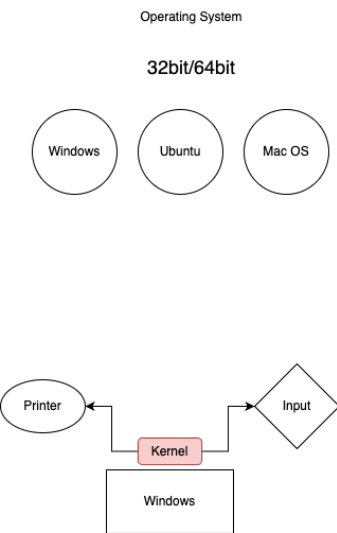 Operating System
32bit/64bit
Windows
Ubuntu
Mac OS
Printer
Input
Kernel
Windows